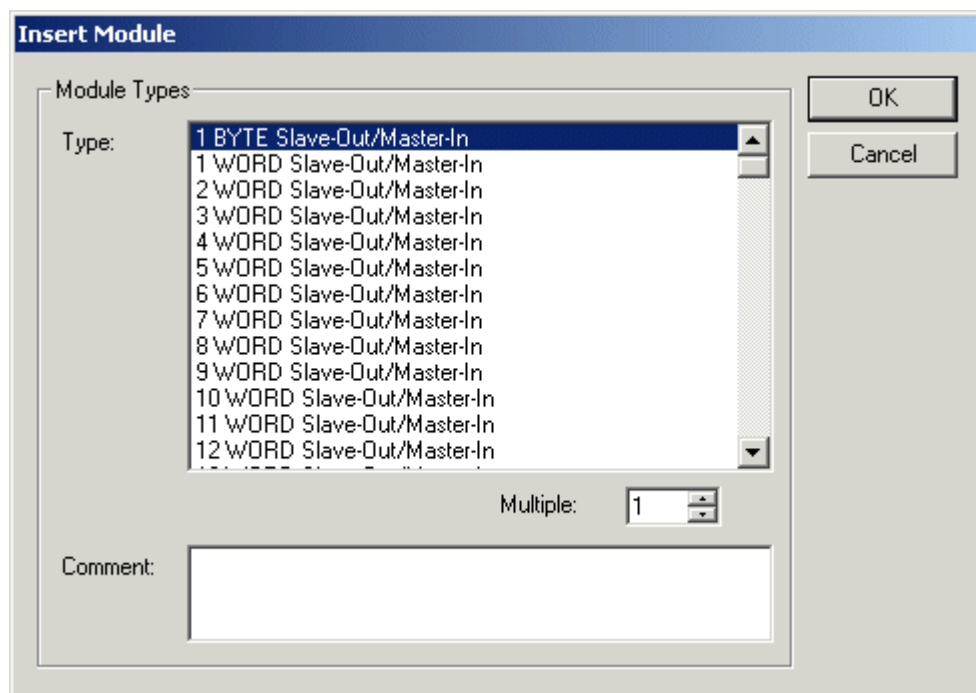 Insert Module
Module Types
OK
Type:
1 BYTE Slave-Out/Master-In
1 WORD Slave-Out/Master-In
Cancel
2 WORD Slave-Out/Master-In
3 WORD Slave-Out/Master-In
4 WORD Slave-Out/Master-In
5 WORD Slave-Out/Master-In
6 WORD Slave-Out/Master-In
7 WORD Slave-Out/Master-In
8 WORD Slave-Out/Master-In
9 WORD Slave-Out/Master-In
10 WORD Slave-Out/Master-In
11 WORD Slave-Out/Master-In
12 WORD Slave-Out/Master-In
Multiple: 1
Comment: